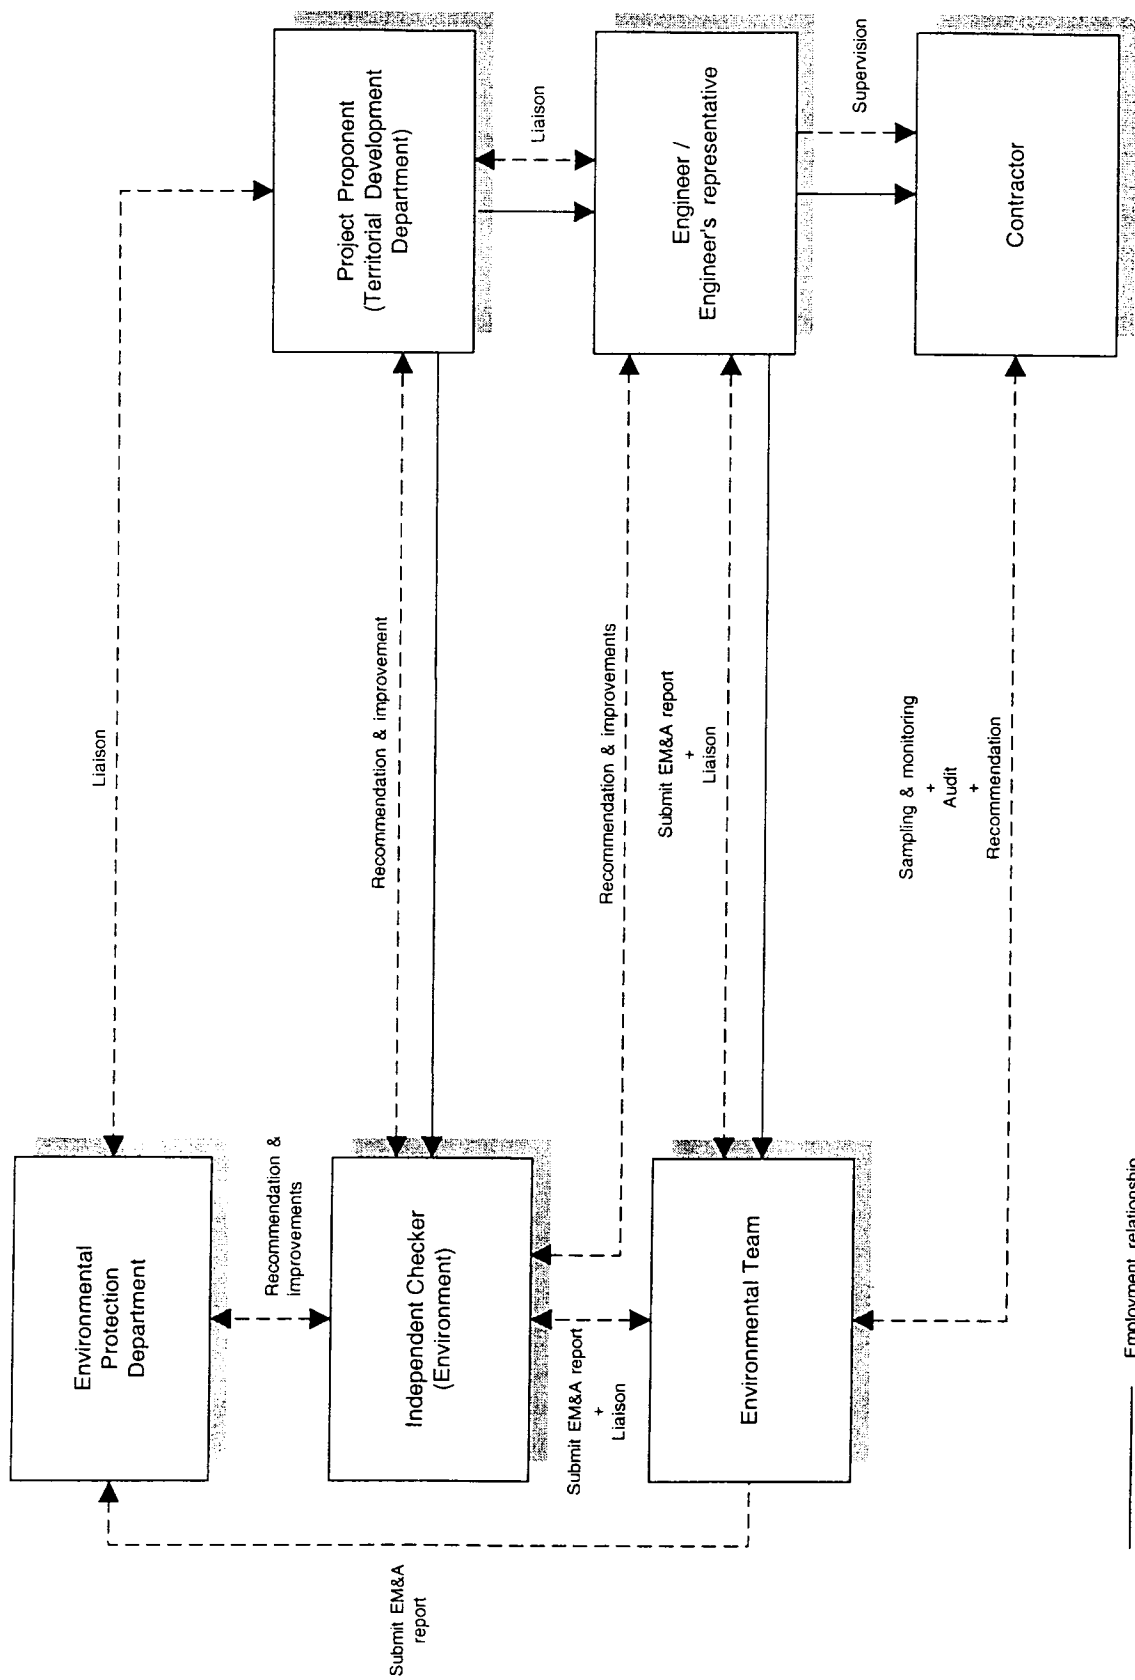 Environmental
Protection
Department
Liaison
Project Proponent
(Territorial Development
Department)
Recommendation &
improvements
Recommendation & improvement
Liaison
Independent Checker
(Environment)
Engineer /
Engineer's representative
Recommendation & improvements
Submit EM&A report
+
Liaison
Submit EM&A report
+
Liaison
Supervision
Submit EM&A
report
Environmental Team
Contractor
Sampling & monitoring
+
Audit
+
Recommendation
Employment relationship